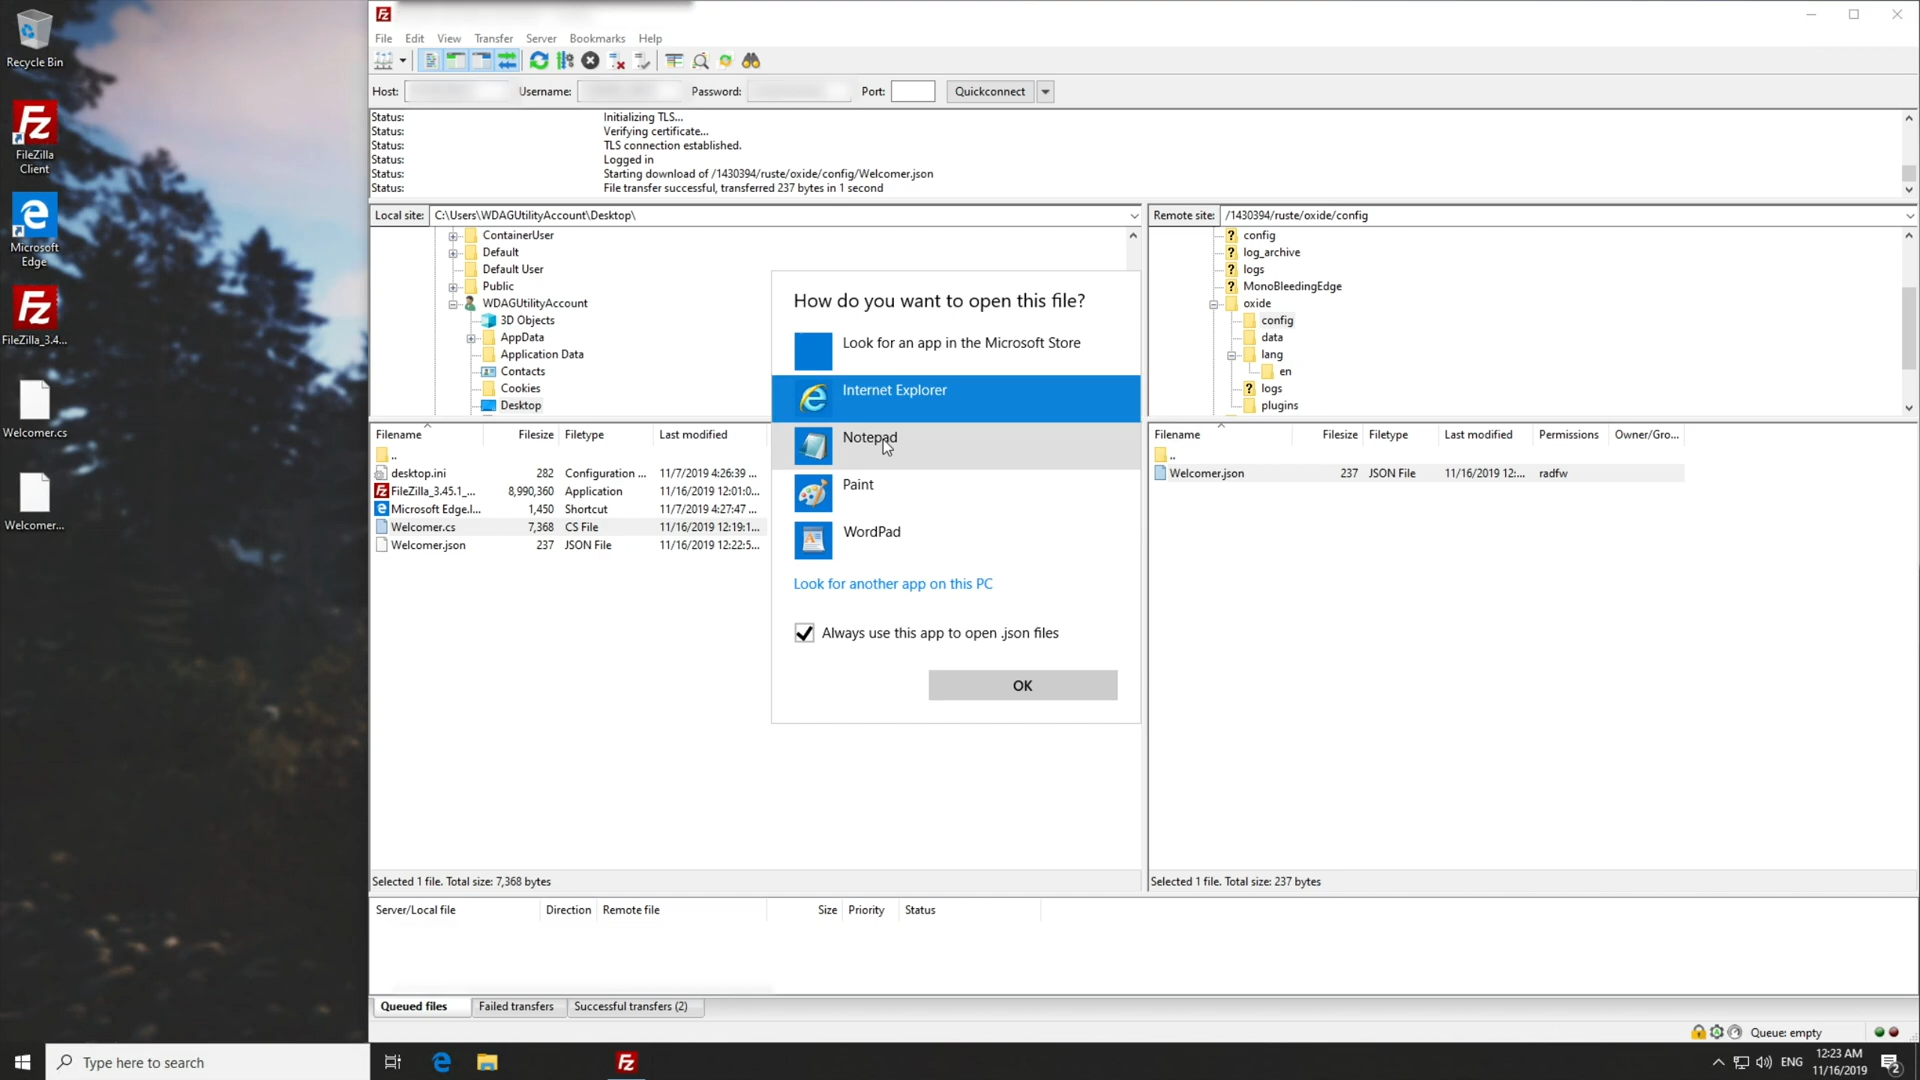 Recycle Bin
FileZilla
Client
Microsoft
Edge
FileZilla_3.4...
Welcomer.cs
Welcomer...
File Edit View Transfer Server Bookmarks Help
Host: Username: Password: Port: Quickconnect
Status: Initializing TLS...
Status: Verifying certificate...
Status: TLS connection established.
Status: Logged in
Status: Starting download of /1430394/ruste/oxide/config/Welcomer.json
Status: File transfer successful, transferred 237 bytes in 1 second
Local site: C:\Users\WDAGUtilityAccount\Desktop\
ContainerUser
Default
Default User
Public
WDAGUtilityAccount
3D Objects
AppData
Application Data
Contacts
Cookies
Desktop
Remote site: /1430394/ruste/oxide/config
config
log_archive
logs
MonoBleedingEdge
oxide
config
data
lang
en
logs
plugins
How do you want to open this file?
Look for an app in the Microsoft Store
Internet Explorer
Notepad
Paint
WordPad
Look for another app on this PC
Always use this app to open .json files
OK
Filename Filesize Filetype Last modified
..
desktop.ini 282 Configuration ... 11/7/2019 4:26:39 ...
FileZilla_3.45.1_... 8,990,360 Application 11/16/2019 12:01:0...
Microsoft Edge.l... 1,450 Shortcut 11/7/2019 4:27:47 ...
Welcomer.cs 7,368 CS File 11/16/2019 12:19:1...
Welcomer.json 237 JSON File 11/16/2019 12:22:5...
Selected 1 file. Total size: 7,368 bytes
Filename Filesize Filetype Last modified Permissions Owner/Gro...
..
Welcomer.json 237 JSON File 11/16/2019 12:... radfw
Selected 1 file. Total size: 237 bytes
Server/Local file Direction Remote file Size Priority Status
Queued files Failed transfers Successful transfers (2)
Queue: empty
Type here to search
ENG
12:23 AM
11/16/2019
2